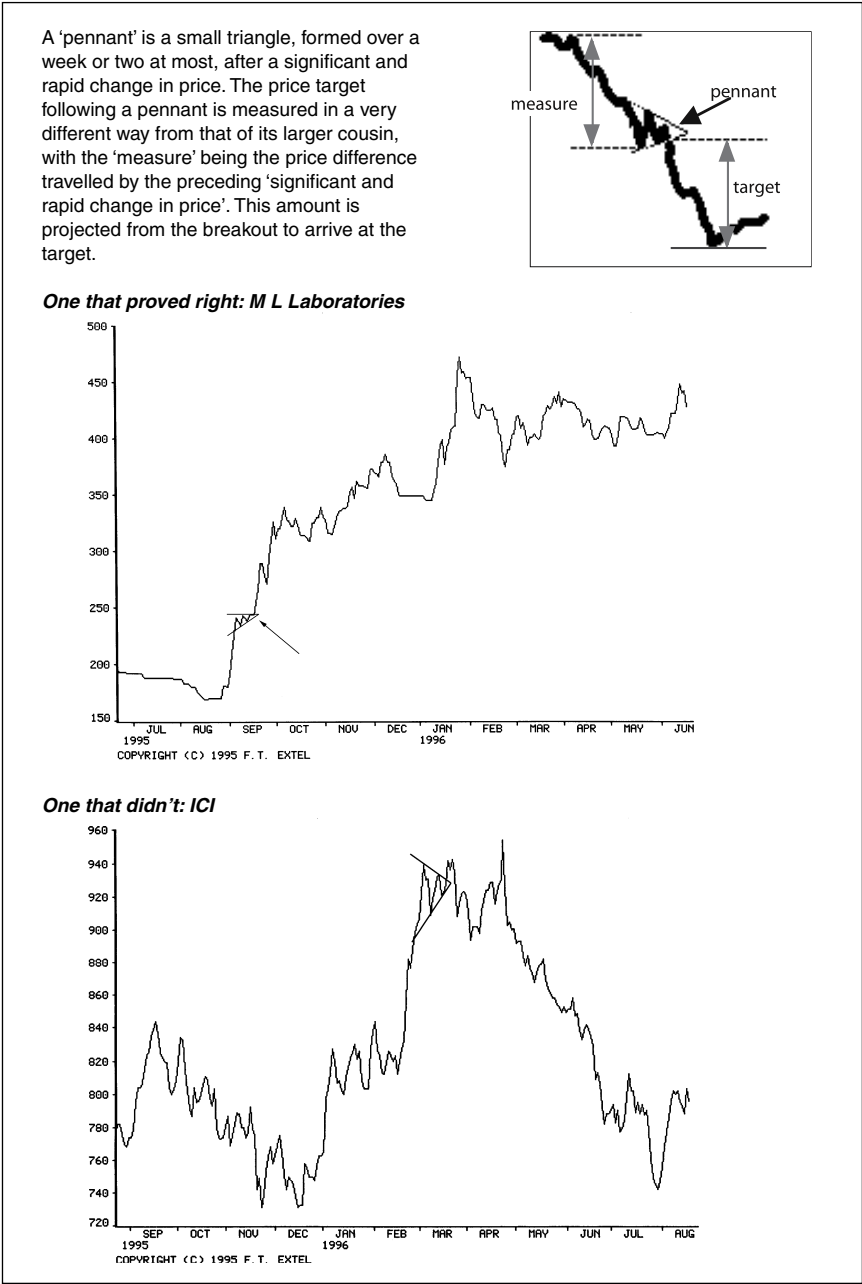 A ‘pennant’ is a small triangle, formed over a
week or two at most, after a significant and
rapid change in price. The price target
following a pennant is measured in a very
different way from that of its larger cousin,
with the ‘measure’ being the price difference
travelled by the preceding ‘significant and
rapid change in price’. This amount is
projected from the breakout to arrive at the
target.
measure
pennant
target
One that proved right: M L Laboratories
500
450
400
350
300
250
200
150
JUL AUG SEP OCT NOV DEC JAN FEB MAR APR MAY JUN
1995 1996
COPYRIGHT (C) 1995 F.T. EXTEL
One that didn’t: ICI
960
940
920
900
880
860
840
820
800
780
760
740
720
SEP OCT NOV DEC JAN FEB MAR APR MAY JUN JUL AUG
1995 1996
COPYRIGHT (C) 1995 F.T. EXTEL